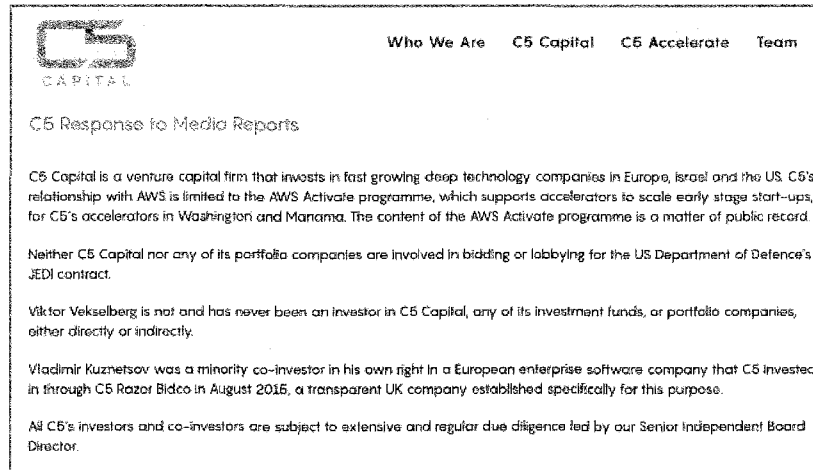 C5
CAPITAL
Who We Are C5 Capital C5 Accelerate Team
C5 Response to Media Reports
C5 Capital is a venture capital firm that invests in fast growing deep technology companies in Europe, Israel and the US. C5's
relationship with AWS is limited to the AWS Activate programme, which supports accelerators to scale early stage start-ups,
for C5's accelerators in Washington and Manama. The content of the AWS Activate programme is a matter of public record.
Neither C5 Capital nor any of its portfolio companies are involved in bidding or lobbying for the US Department of Defence's
JEDI contract.
Viktor Vekselberg is not and has never been an investor in C5 Capital, any of its investment funds, or portfolio companies,
either directly or indirectly.
Vladimir Kuznetsov was a minority co-investor in his own right in a European enterprise software company that C5 invested
in through C5 Razor Bidco in August 2015, a transparent UK company established specifically for this purpose.
All C5's investors and co-investors are subject to extensive and regular due diligence led by our Senior Independent Board
Director.